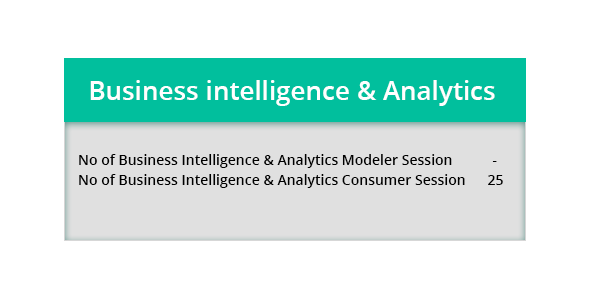 Business intelligence & Analytics
No of Business Intelligence & Analytics Modeler Session -
No of Business Intelligence & Analytics Consumer Session 25